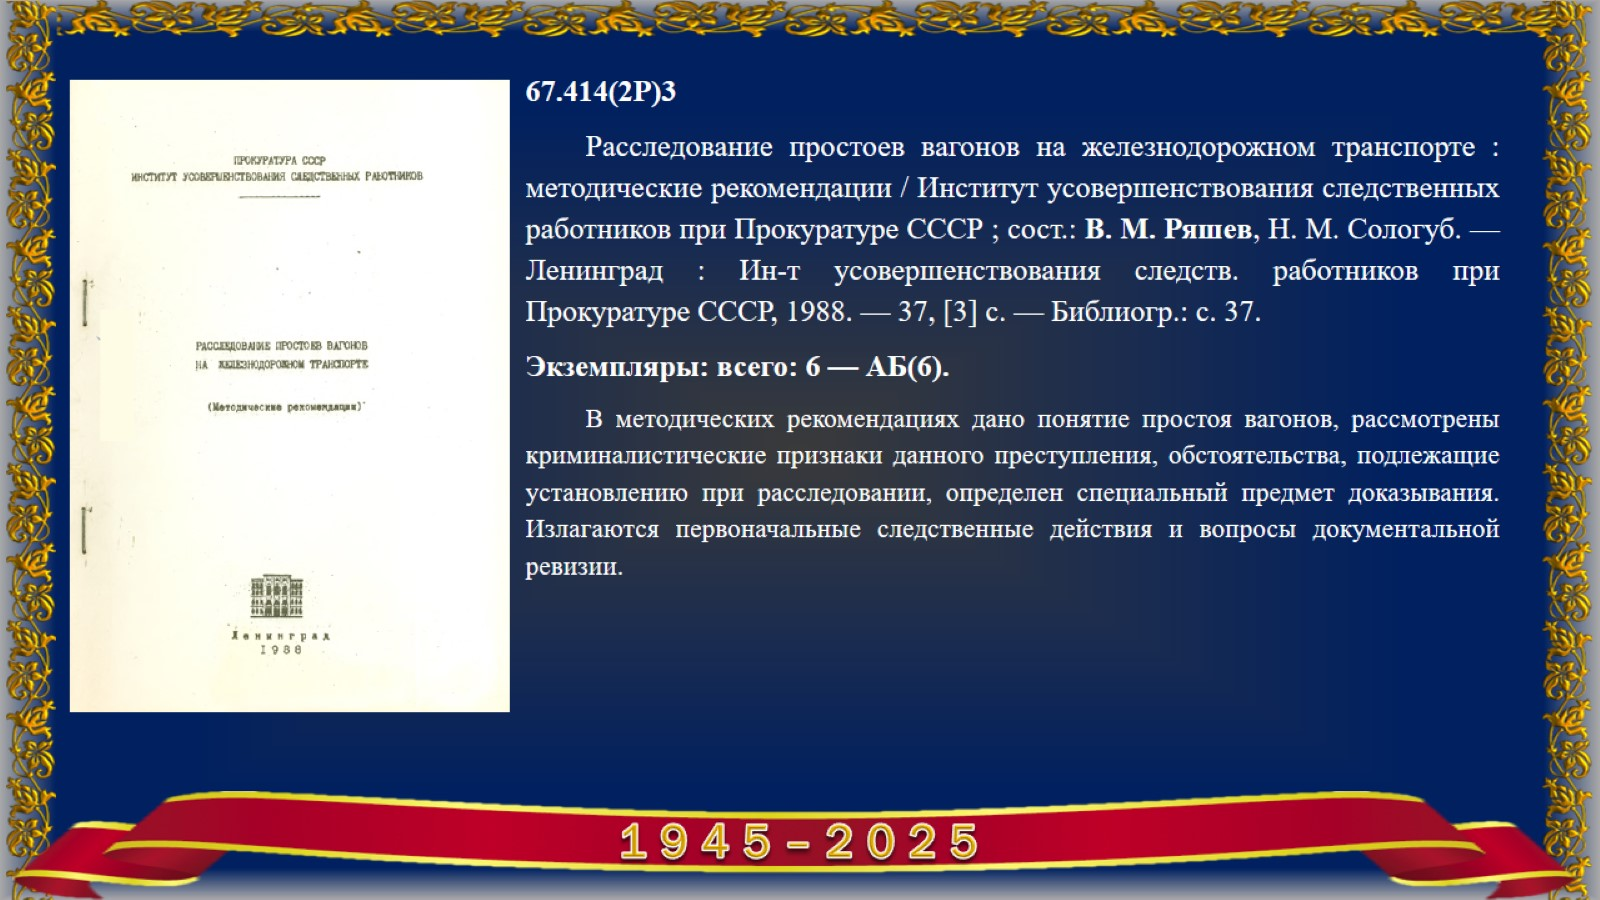 ПРОКУРАТУРА СССР
ИНСТИТУТ УСОВЕРШЕНСТВОВАНИЯ СЛЕДСТВЕННЫХ РАБОТНИКОВ
РАССЛЕДОВАНИЕ ПРОСТОЕВ ВАГОНОВ
НА ЖЕЛЕЗНОДОРОЖНОМ ТРАНСПОРТЕ
(Методические рекомендации)
Ленинград
1988
67.414(2Р)3
Расследование простоев вагонов на железнодорожном транспорте :
методические рекомендации / Институт усовершенствования следственных
работников при Прокуратуре СССР ; сост.: В. М. Ряшев, Н. М. Сологуб. —
Ленинград : Ин-т усовершенствования следств. работников при
Прокуратуре СССР, 1988. — 37, [3] с. — Библиогр.: с. 37.
Экземпляры: всего: 6 — АБ(6).
В методических рекомендациях дано понятие простоя вагонов, рассмотрены
криминалистические признаки данного преступления, обстоятельства, подлежащие
установлению при расследовании, определен специальный предмет доказывания.
Излагаются первоначальные следственные действия и вопросы документальной
ревизии.
1945–2025